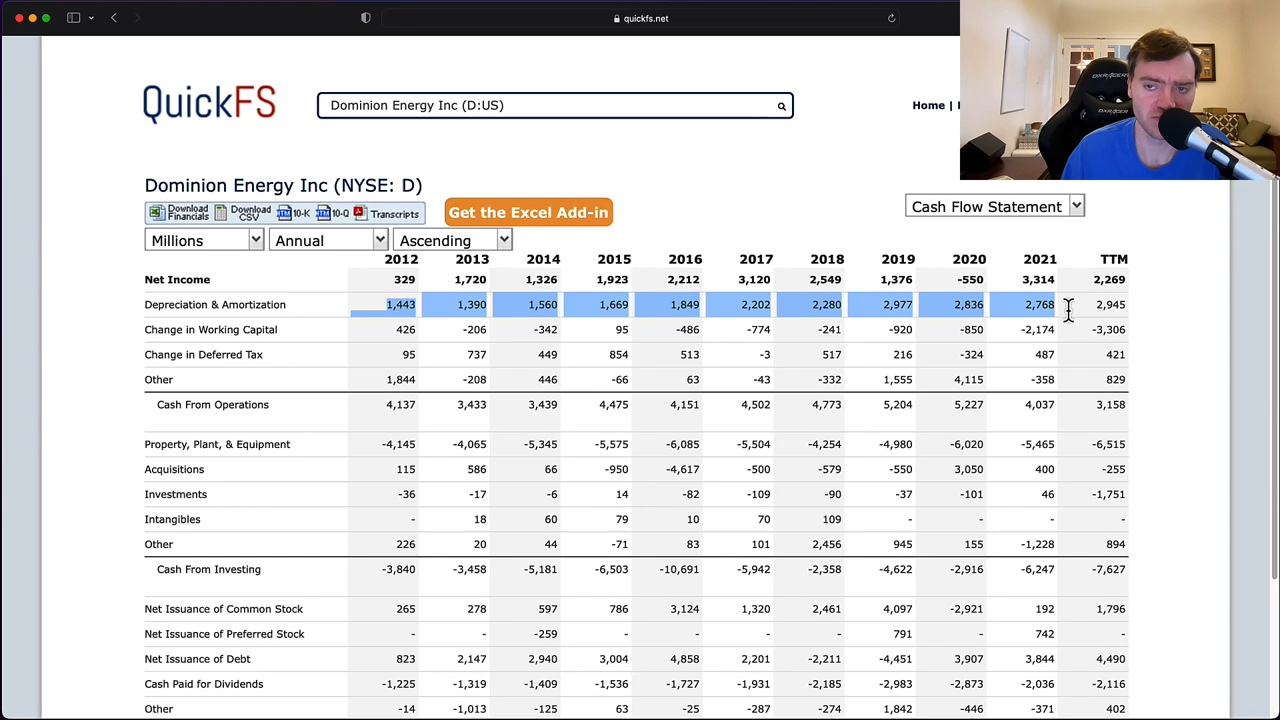 quickfs.net
QuickFS
Dominion Energy Inc (D:US)
Home |
Dominion Energy Inc (NYSE: D)
Download Financials Download CSV 10-K 10-Q Transcripts
Get the Excel Add-in
Cash Flow Statement
Millions Annual Ascending
2012 2013 2014 2015 2016 2017 2018 2019 2020 2021 TTM
Net Income 329 1,720 1,326 1,923 2,212 3,120 2,549 1,376 -550 3,314 2,269
Depreciation & Amortization 1,443 1,390 1,560 1,669 1,849 2,202 2,280 2,977 2,836 2,768 2,945
Change in Working Capital 426 -206 -342 95 -486 -774 -241 -920 -850 -2,174 -3,306
Change in Deferred Tax 95 737 449 854 513 -3 517 216 -324 487 421
Other 1,844 -208 446 -66 63 -43 -332 1,555 4,115 -358 829
Cash From Operations 4,137 3,433 3,439 4,475 4,151 4,502 4,773 5,204 5,227 4,037 3,158
Property, Plant, & Equipment -4,145 -4,065 -5,345 -5,575 -6,085 -5,504 -4,254 -4,980 -6,020 -5,465 -6,515
Acquisitions 115 586 66 -950 -4,617 -500 -579 -550 3,050 400 -255
Investments -36 -17 -6 14 -82 -109 -90 -37 -101 46 -1,751
Intangibles - 18 60 79 10 70 109 - - - -
Other 226 20 44 -71 83 101 2,456 945 155 -1,228 894
Cash From Investing -3,840 -3,458 -5,181 -6,503 -10,691 -5,942 -2,358 -4,622 -2,916 -6,247 -7,627
Net Issuance of Common Stock 265 278 597 786 3,124 1,320 2,461 4,097 -2,921 192 1,796
Net Issuance of Preferred Stock - - -259 - - - - 791 - 742 -
Net Issuance of Debt 823 2,147 2,940 3,004 4,858 2,201 -2,211 -4,451 3,907 3,844 4,490
Cash Paid for Dividends -1,225 -1,319 -1,409 -1,536 -1,727 -1,931 -2,185 -2,983 -2,873 -2,036 -2,116
Other -14 -1,013 -125 63 -25 -287 -274 1,842 -446 -371 402